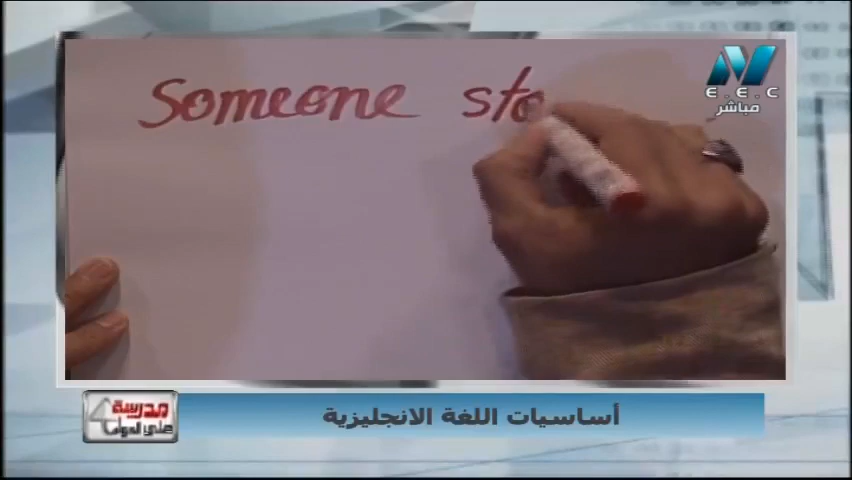 Someone sto
E.E.C
مباشر
مدرسة
على الهواء
أساسيات اللغة الانجليزية